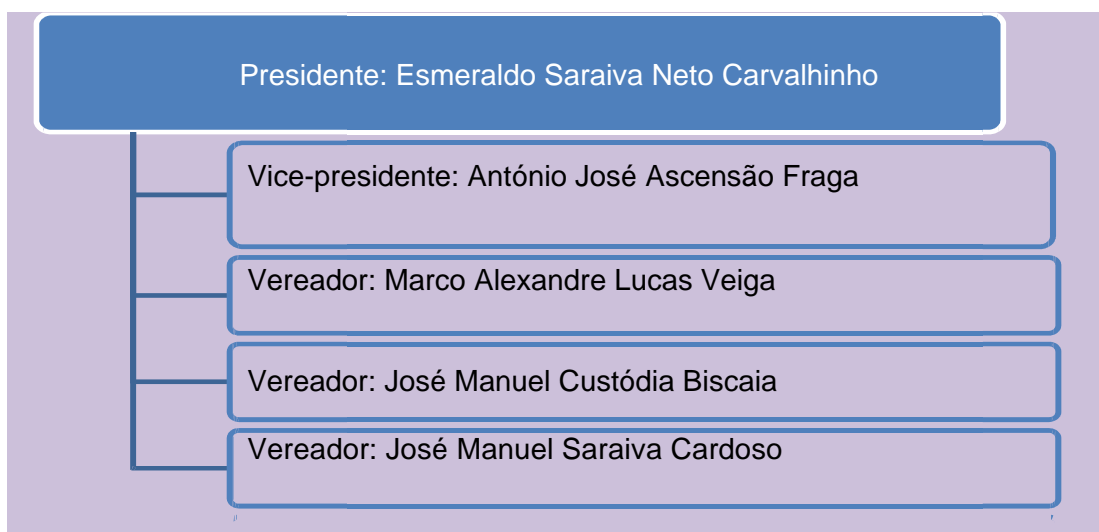 Presidente: Esmeraldo Saraiva Neto Carvalhinho
Vice-presidente: António José Ascensão Fraga
Vereador: Marco Alexandre Lucas Veiga
Vereador: José Manuel Custódia Biscaia
Vereador: José Manuel Saraiva Cardoso